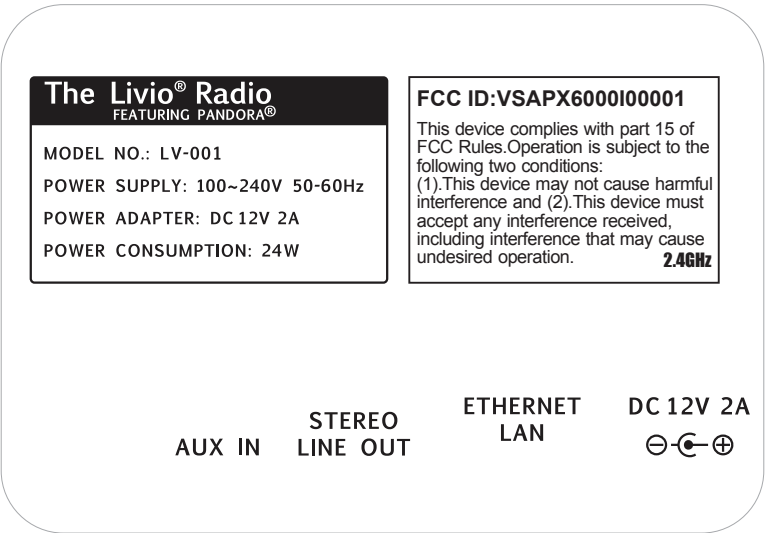 The Livio® Radio
FEATURING PANDORA®
MODEL NO.: LV-001
POWER SUPPLY: 100~240V 50-60Hz
POWER ADAPTER: DC 12V 2A
POWER CONSUMPTION: 24W
FCC ID:VSAPX6000I00001
This device complies with part 15 of
FCC Rules.Operation is subject to the
following two conditions:
(1).This device may not cause harmful
interference and (2).This device must
accept any interference received,
including interference that may cause
undesired operation. 2.4GHz
AUX IN
STEREO
LINE OUT
ETHERNET
LAN
DC 12V 2A